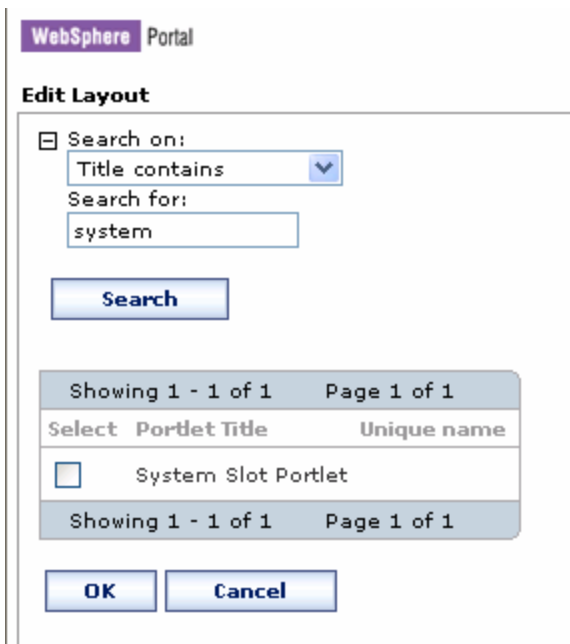 WebSphere Portal
Edit Layout
Search on:
Title contains
Search for:
system
Search
Showing 1 - 1 of 1 Page 1 of 1
Select Portlet Title Unique name
System Slot Portlet
Showing 1 - 1 of 1 Page 1 of 1
OK Cancel